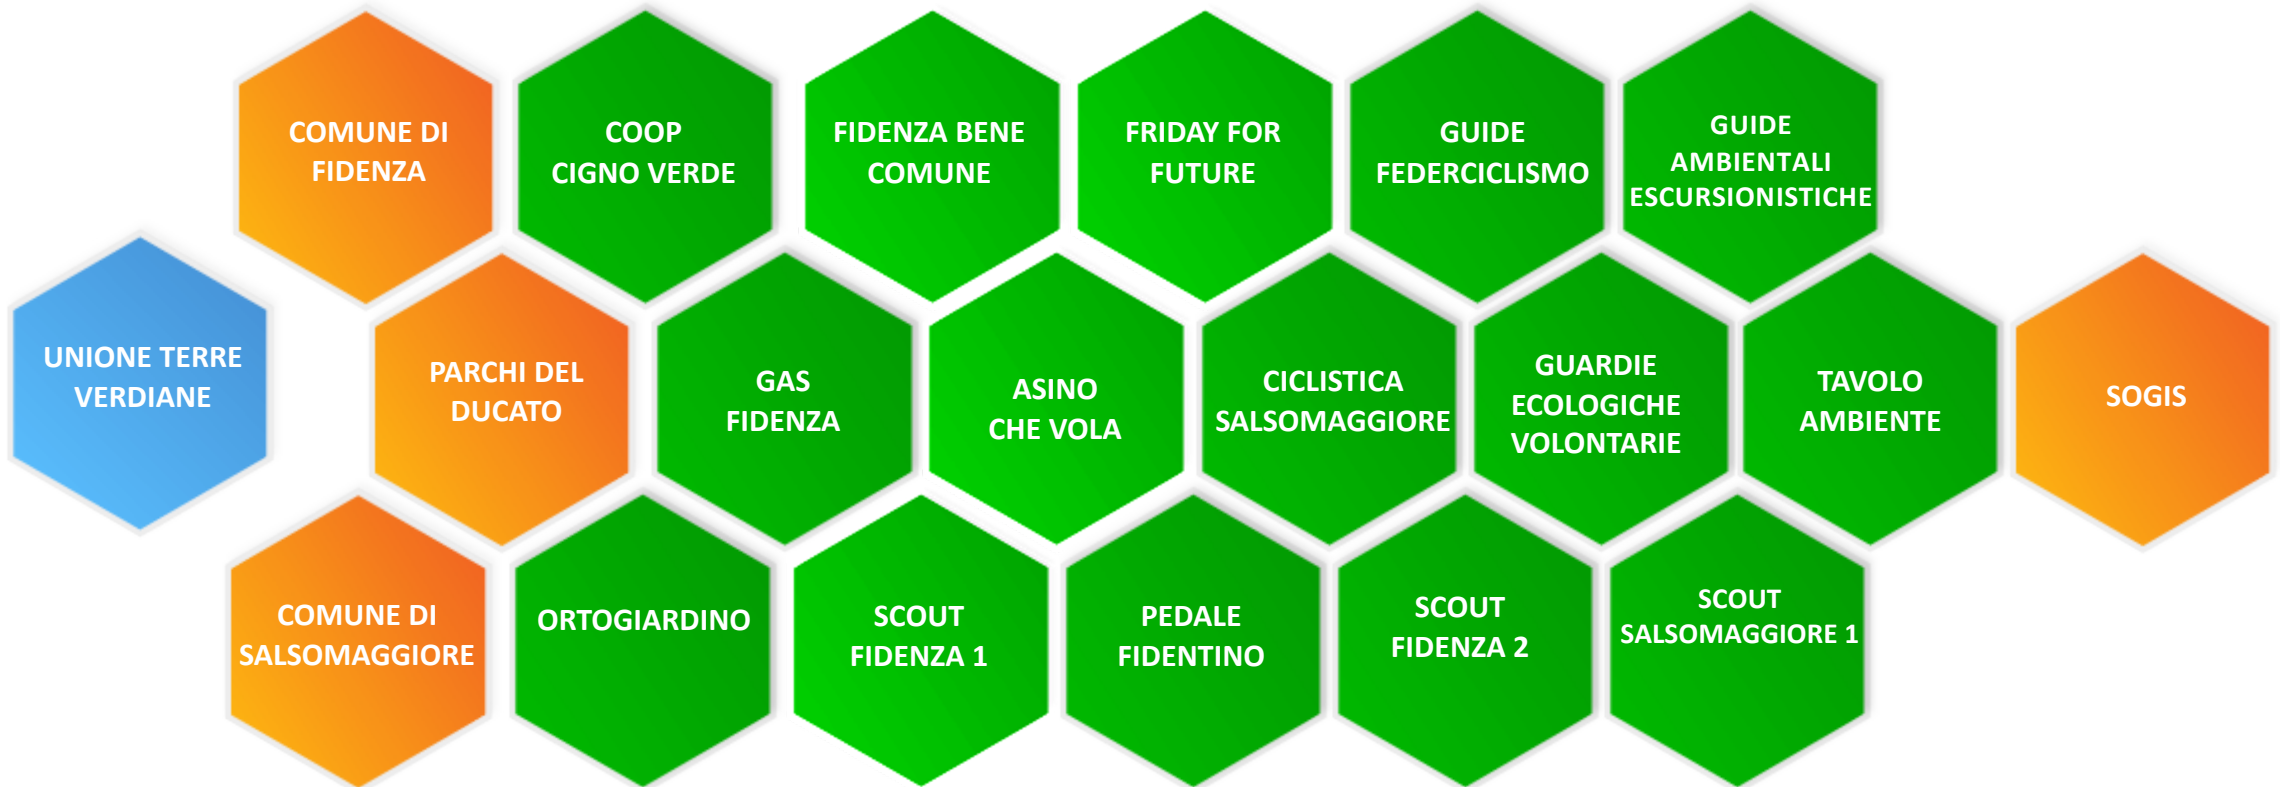 COMUNE DI
FIDENZA
COOP
CIGNO VERDE
FIDENZA BENE
COMUNE
FRIDAY FOR
FUTURE
GUIDE
FEDERCICLISMO
GUIDE
AMBIENTALI
ESCURSIONISTICHE
UNIONE TERRE
VERDIANE
PARCHI DEL
DUCATO
GAS
FIDENZA
ASINO
CHE VOLA
CICLISTICA
SALSOMAGGIORE
GUARDIE
ECOLOGICHE
VOLONTARIE
TAVOLO
AMBIENTE
SOGIS
COMUNE DI
SALSOMAGGIORE
ORTOGIARDINO
SCOUT
FIDENZA 1
PEDALE
FIDENTINO
SCOUT
FIDENZA 2
SCOUT
SALSOMAGGIORE 1